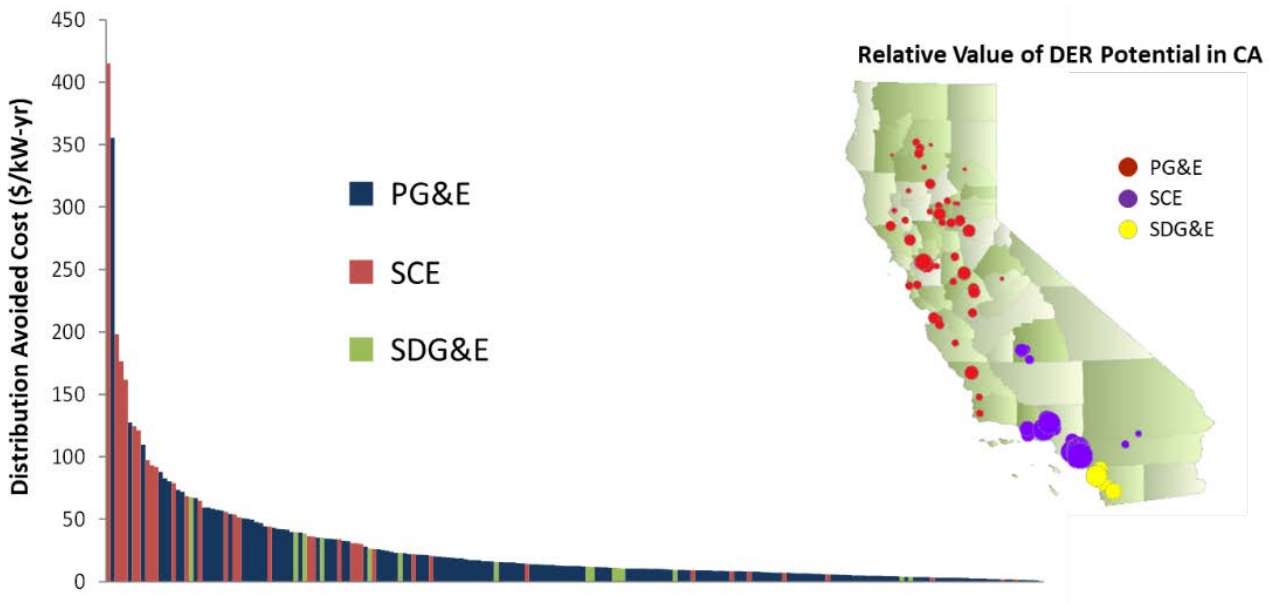 Distribution Avoided Cost ($/kW-yr)
450
400
350
300
250
200
150
100
50
0
PG&E
SCE
SDG&E
Relative Value of DER Potential in CA
PG&E
SCE
SDG&E